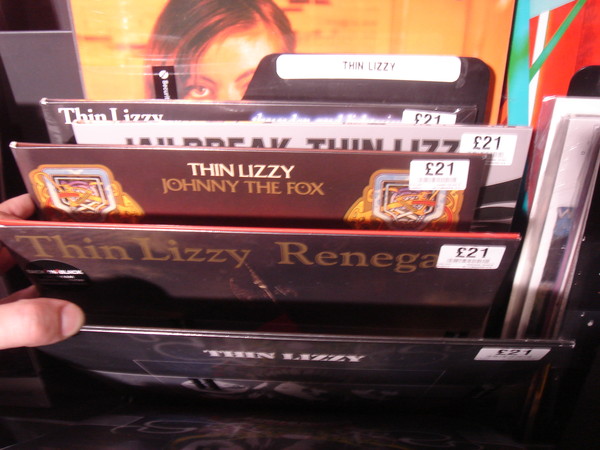 THIN LIZZY
Thin Lizzy
£21
£21
JAILBREAK THIN LIZZ
£21
THIN LIZZY
JOHNNY THE FOX
£21
Thin Lizzy Renega
BLACK
£21
THIN LIZZY